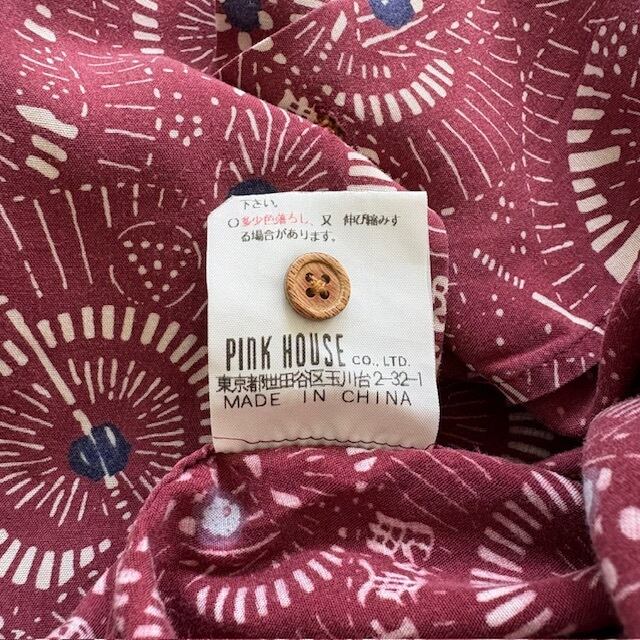 下さい。
○多少色落ちし、又 伸び縮みす
る場合があります。
PINK HOUSE CO., LTD.
東京都世田谷区玉川台2-32-1
MADE IN CHINA